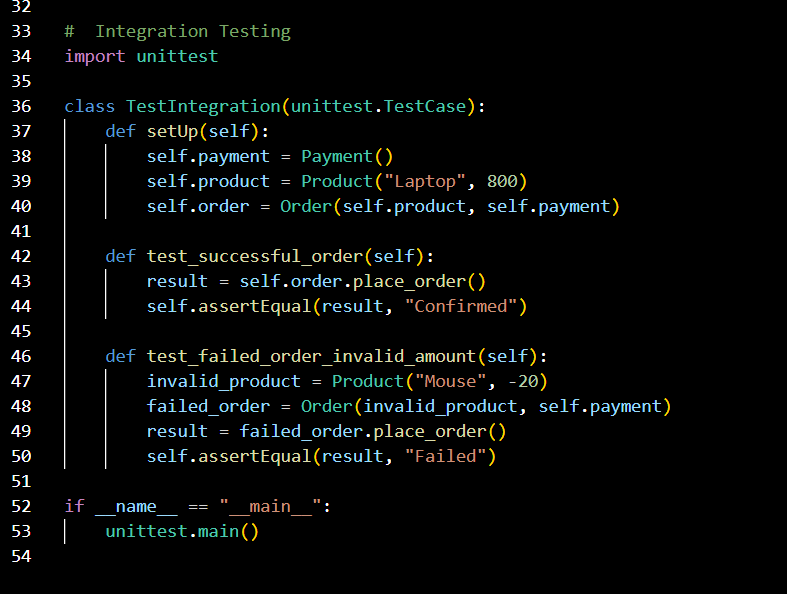 32
33 #  Integration Testing
34 import unittest
35
36 class TestIntegration(unittest.TestCase):
37     def setUp(self):
38         self.payment = Payment()
39         self.product = Product("Laptop", 800)
40         self.order = Order(self.product, self.payment)
41
42     def test_successful_order(self):
43         result = self.order.place_order()
44         self.assertEqual(result, "Confirmed")
45
46     def test_failed_order_invalid_amount(self):
47         invalid_product = Product("Mouse", -20)
48         failed_order = Order(invalid_product, self.payment)
49         result = failed_order.place_order()
50         self.assertEqual(result, "Failed")
51
52 if __name__ == "__main__":
53     unittest.main()
54